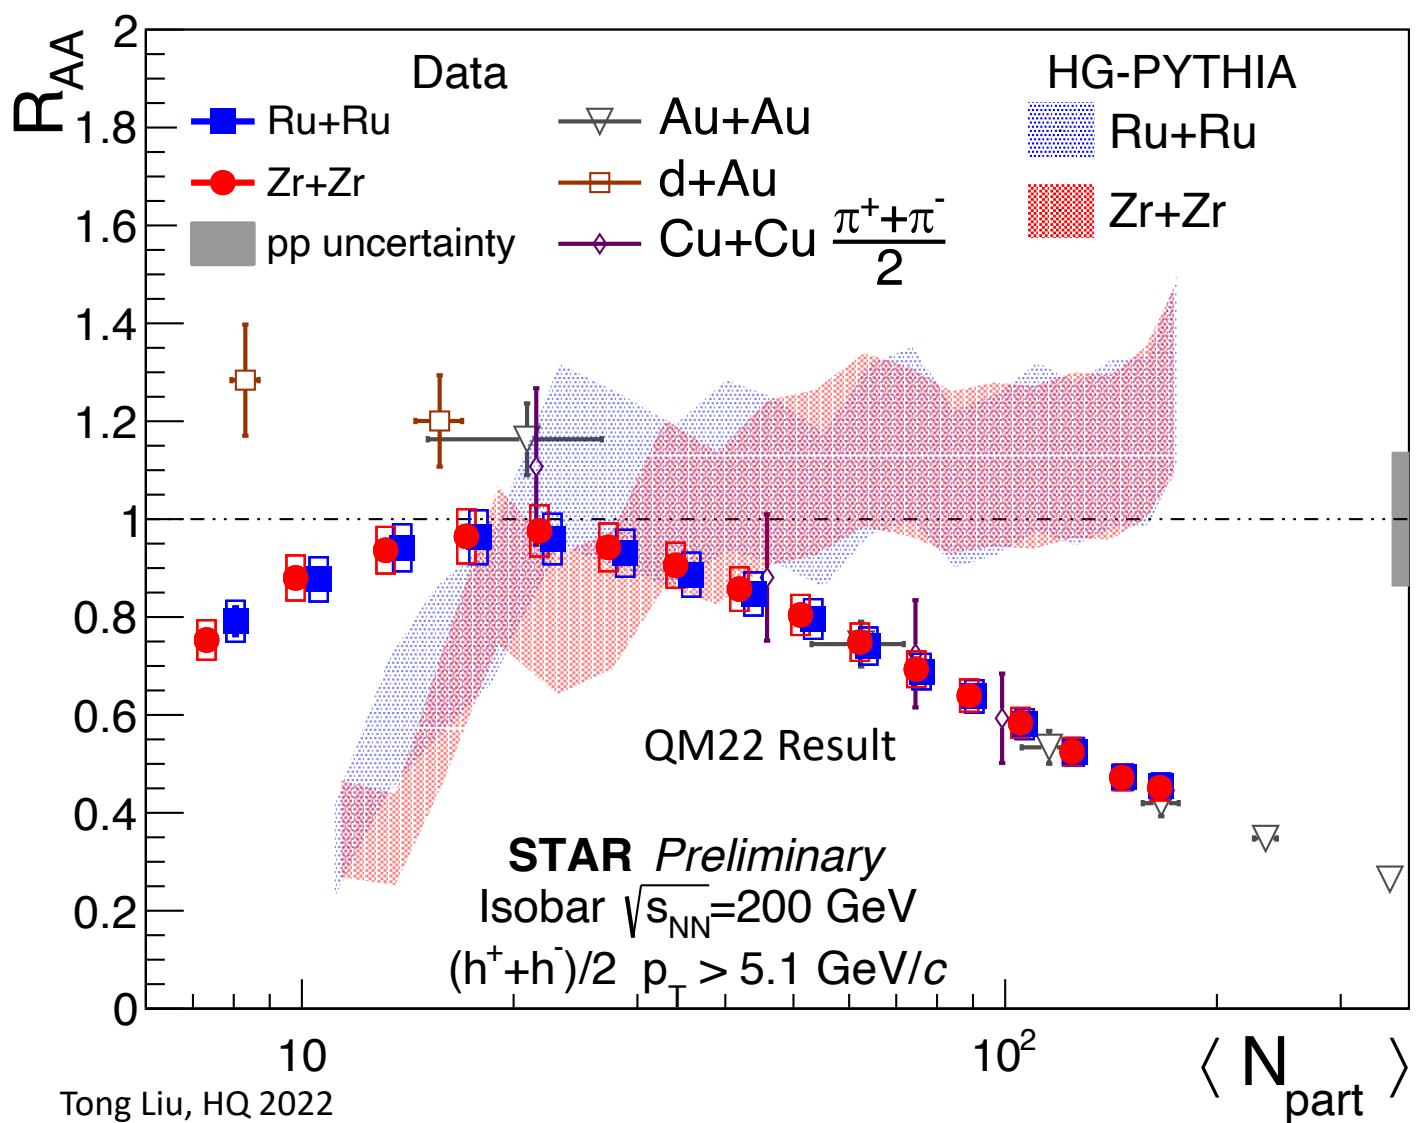 R_AA
2
1.8
1.6
1.4
1.2
1
0.8
0.6
0.4
0.2
0
Data
Ru+Ru
Zr+Zr
pp uncertainty
Au+Au
d+Au
Cu+Cu (π⁺+π⁻)/2
HG-PYTHIA
Ru+Ru
Zr+Zr
QM22 Result
STAR Preliminary
Isobar √s_NN=200 GeV
(h⁺+h⁻)/2 p_T > 5.1 GeV/c
10
10²
⟨ N_part ⟩
Tong Liu, HQ 2022